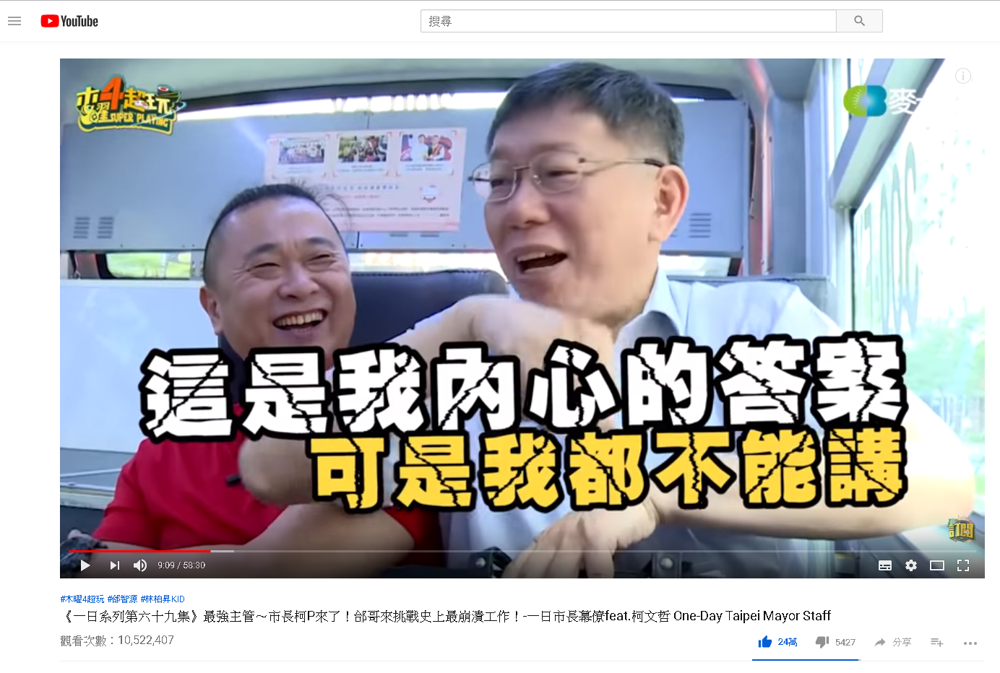 YouTube
搜尋
木曜4超玩
SUPER PLAYING
麥
這是我內心的答案
可是我都不能講
訂閱
9:09 / 58:30
#木曜4超玩 #邰智源 #林柏昇KID
《一日系列第六十九集》最強主管～市長柯P來了！邰哥來挑戰史上最崩潰工作！-一日市長幕僚feat.柯文哲 One-Day Taipei Mayor Staff
觀看次數：10,522,407
24萬
5427
分享